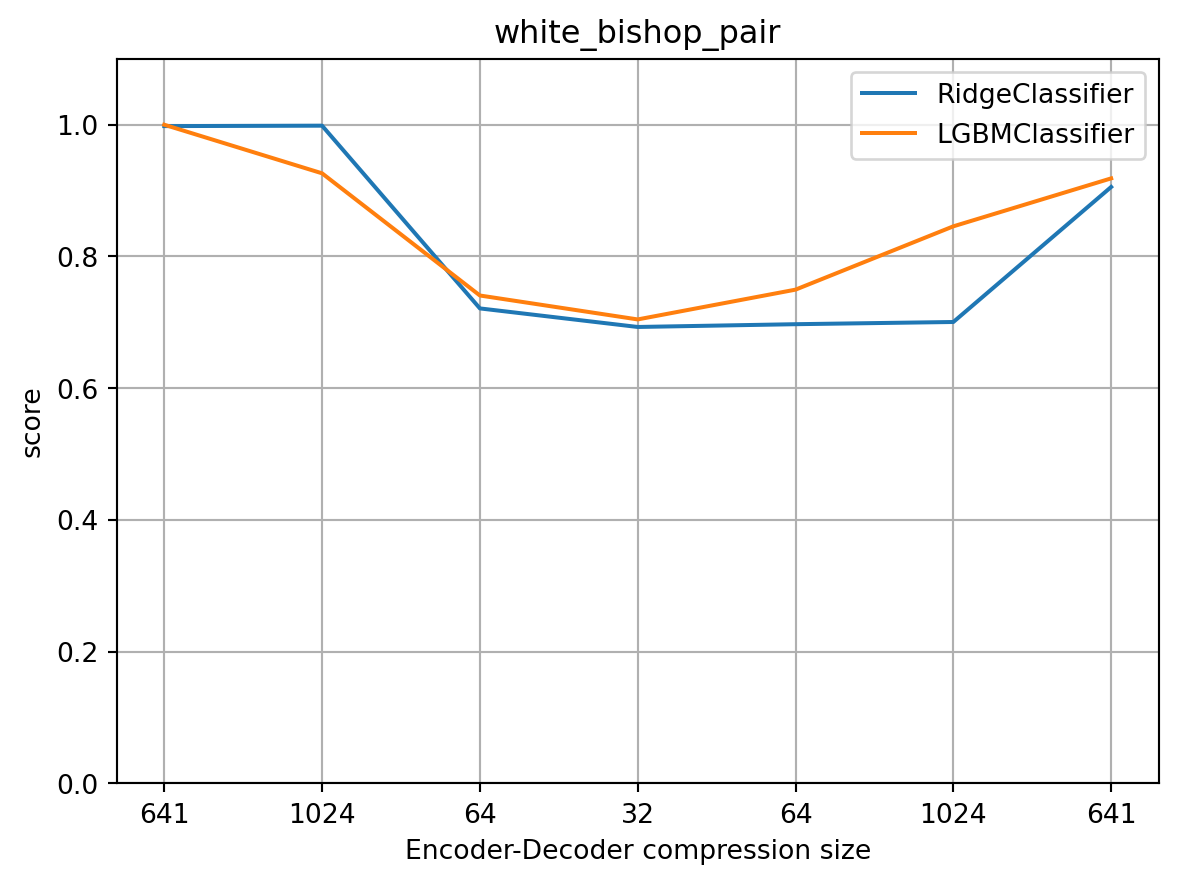 white_bishop_pair
RidgeClassifier
LGBMClassifier
1.0
0.8
0.6
0.4
0.2
0.0
score
641 1024 64 32 64 1024 641
Encoder-Decoder compression size